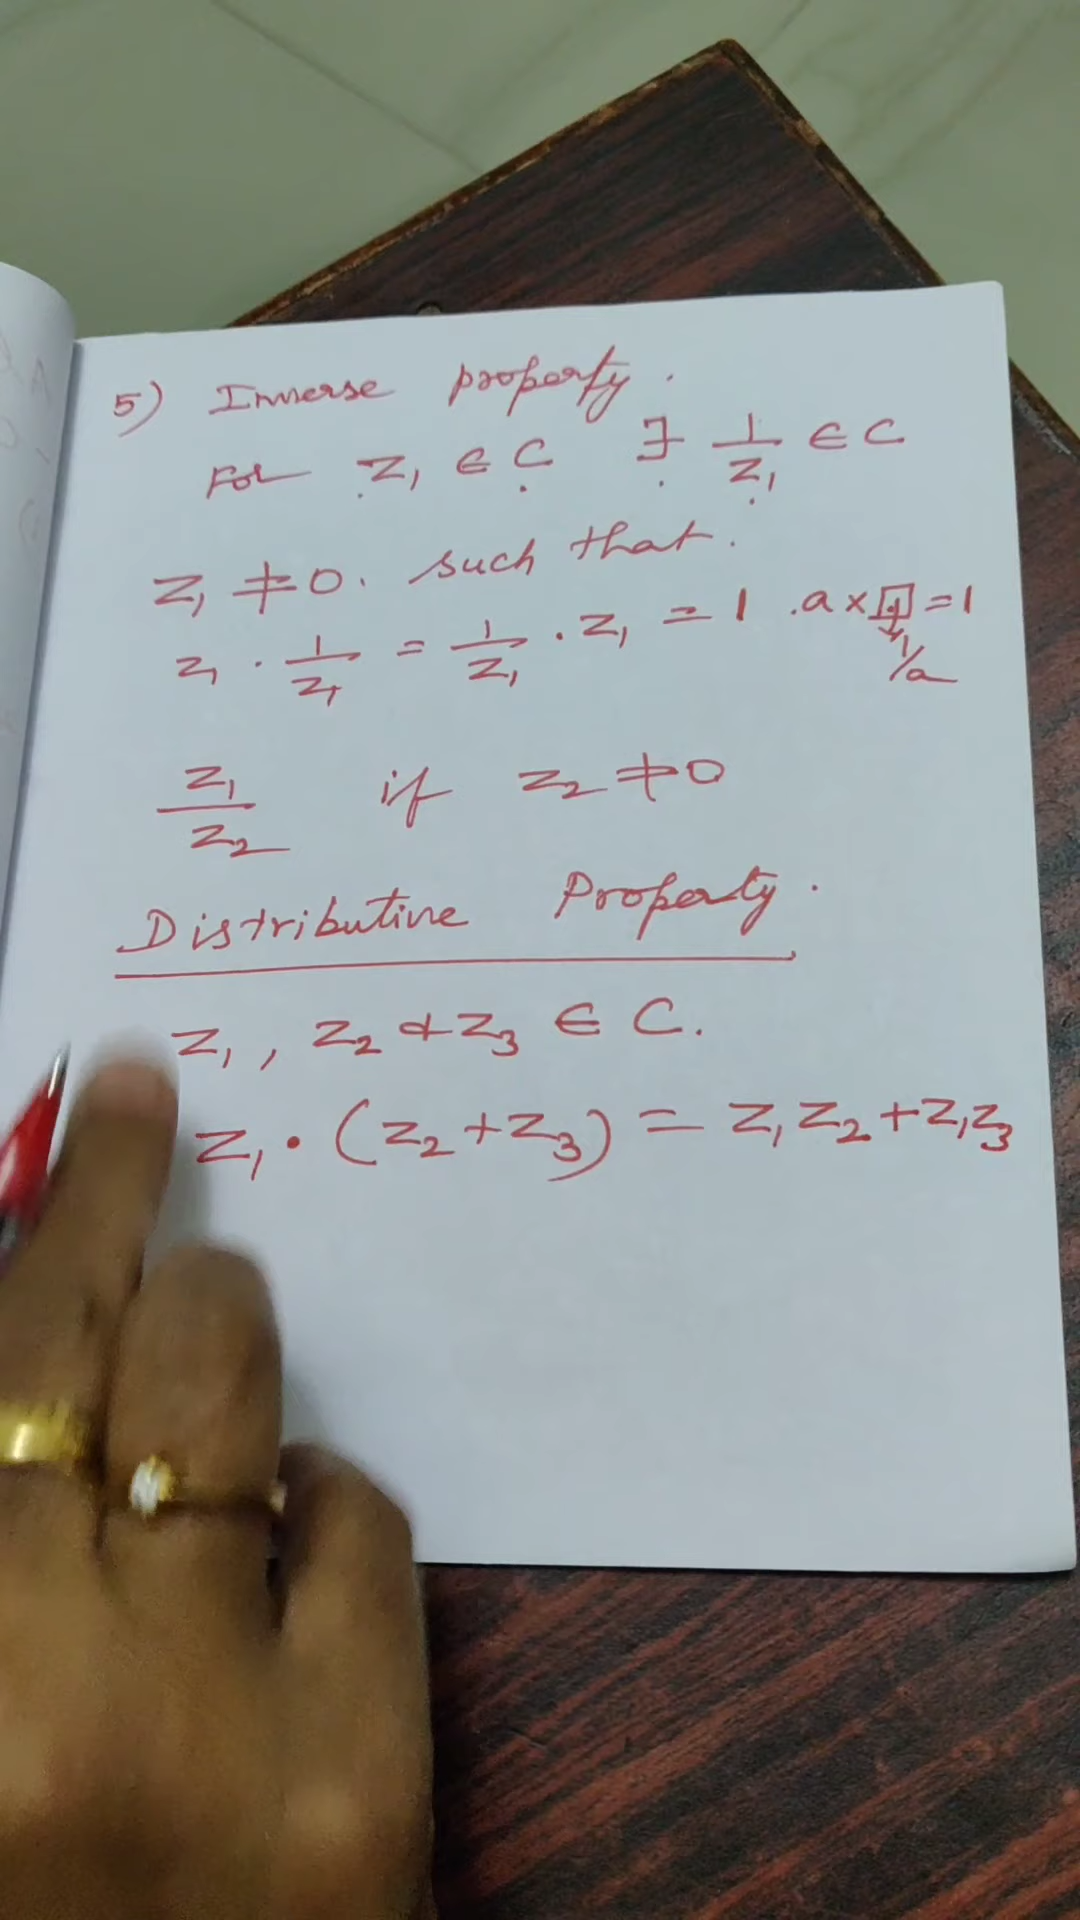 5) Inverse property.
For z₁ ∈ C ∃ 1/z₁ ∈ C
z₁ ≠ 0. such that.
z₁ · 1/z₁ = 1/z₁ · z₁ = 1 .a × □ = 1
1/a
z₁/z₂ if z₂ ≠ 0
Distributive Property.
z₁, z₂ & z₃ ∈ C.
z₁ · (z₂ + z₃) = z₁z₂ + z₁z₃